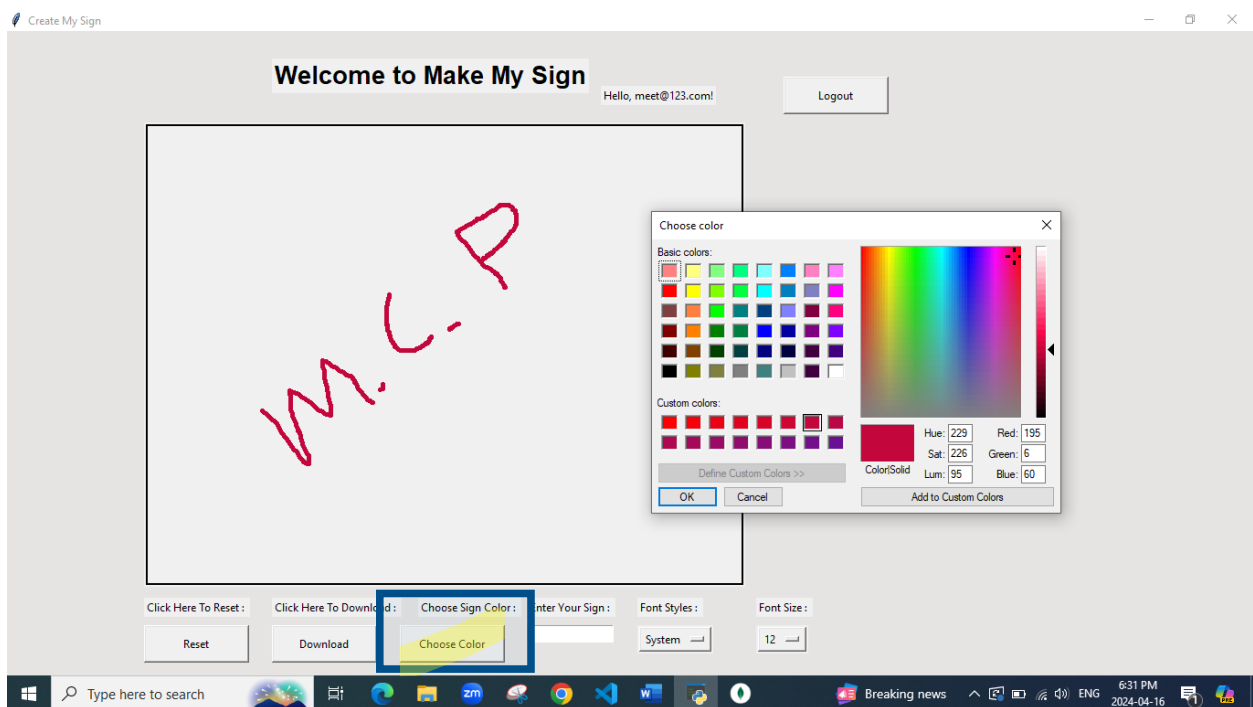 Create My Sign
Welcome to Make My Sign
Hello, meet@123.com!
Logout
M.C.P
Choose color
Basic colors:
Custom colors:
Define Custom Colors >>
OK Cancel
Color|Solid
Hue: 229 Red: 195
Sat: 226 Green: 6
Lum: 95 Blue: 60
Add to Custom Colors
Click Here To Reset : Click Here To Download : Choose Sign Color : Enter Your Sign : Font Styles : Font Size :
Reset Download Choose Color System 12
Type here to search zm Breaking news ENG 6:31 PM
2024-04-16 1